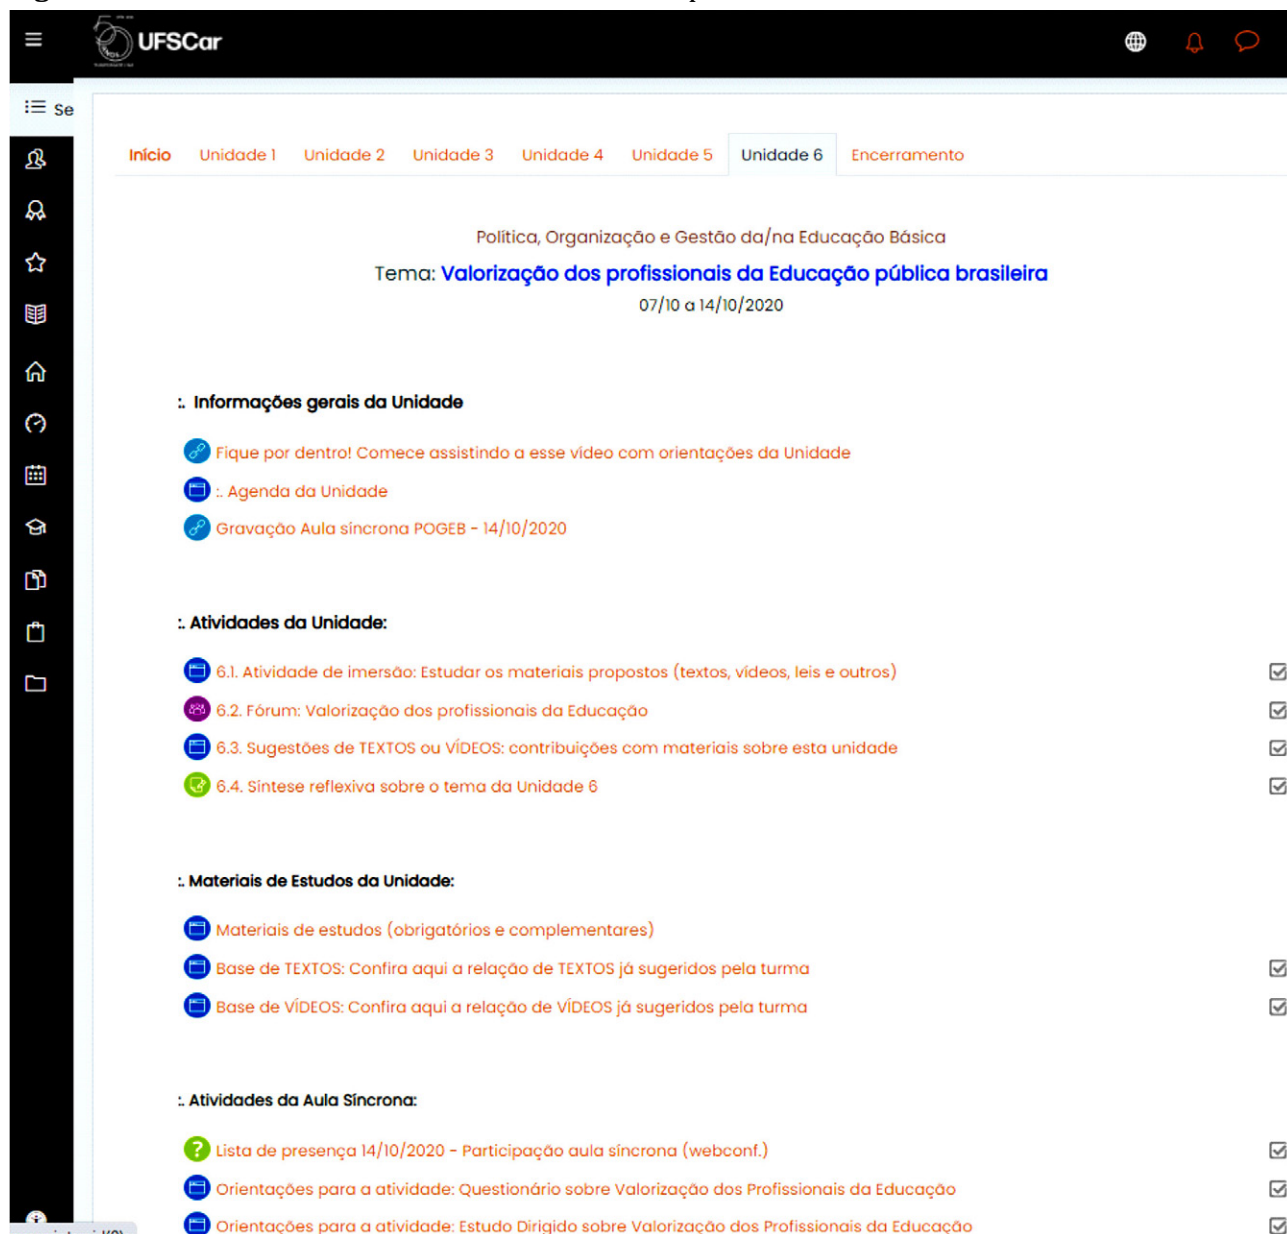 UFSCar
Se
Início Unidade 1 Unidade 2 Unidade 3 Unidade 4 Unidade 5 Unidade 6 Encerramento
Política, Organização e Gestão da/na Educação Básica
Tema: Valorização dos profissionais da Educação pública brasileira
07/10 a 14/10/2020
:. Informações gerais da Unidade
Fique por dentro! Comece assistindo a esse vídeo com orientações da Unidade
:. Agenda da Unidade
Gravação Aula síncrona POGEB - 14/10/2020
:. Atividades da Unidade:
6.1. Atividade de imersão: Estudar os materiais propostos (textos, vídeos, leis e outros)
6.2. Fórum: Valorização dos profissionais da Educação
6.3. Sugestões de TEXTOS ou VÍDEOS: contribuições com materiais sobre esta unidade
6.4. Síntese reflexiva sobre o tema da Unidade 6
:. Materiais de Estudos da Unidade:
Materiais de estudos (obrigatórios e complementares)
Base de TEXTOS: Confira aqui a relação de TEXTOS já sugeridos pela turma
Base de VÍDEOS: Confira aqui a relação de VÍDEOS já sugeridos pela turma
:. Atividades da Aula Síncrona:
Lista de presença 14/10/2020 - Participação aula síncrona (webconf.)
Orientações para a atividade: Questionário sobre Valorização dos Profissionais da Educação
Orientações para a atividade: Estudo Dirigido sobre Valorização dos Profissionais da Educação